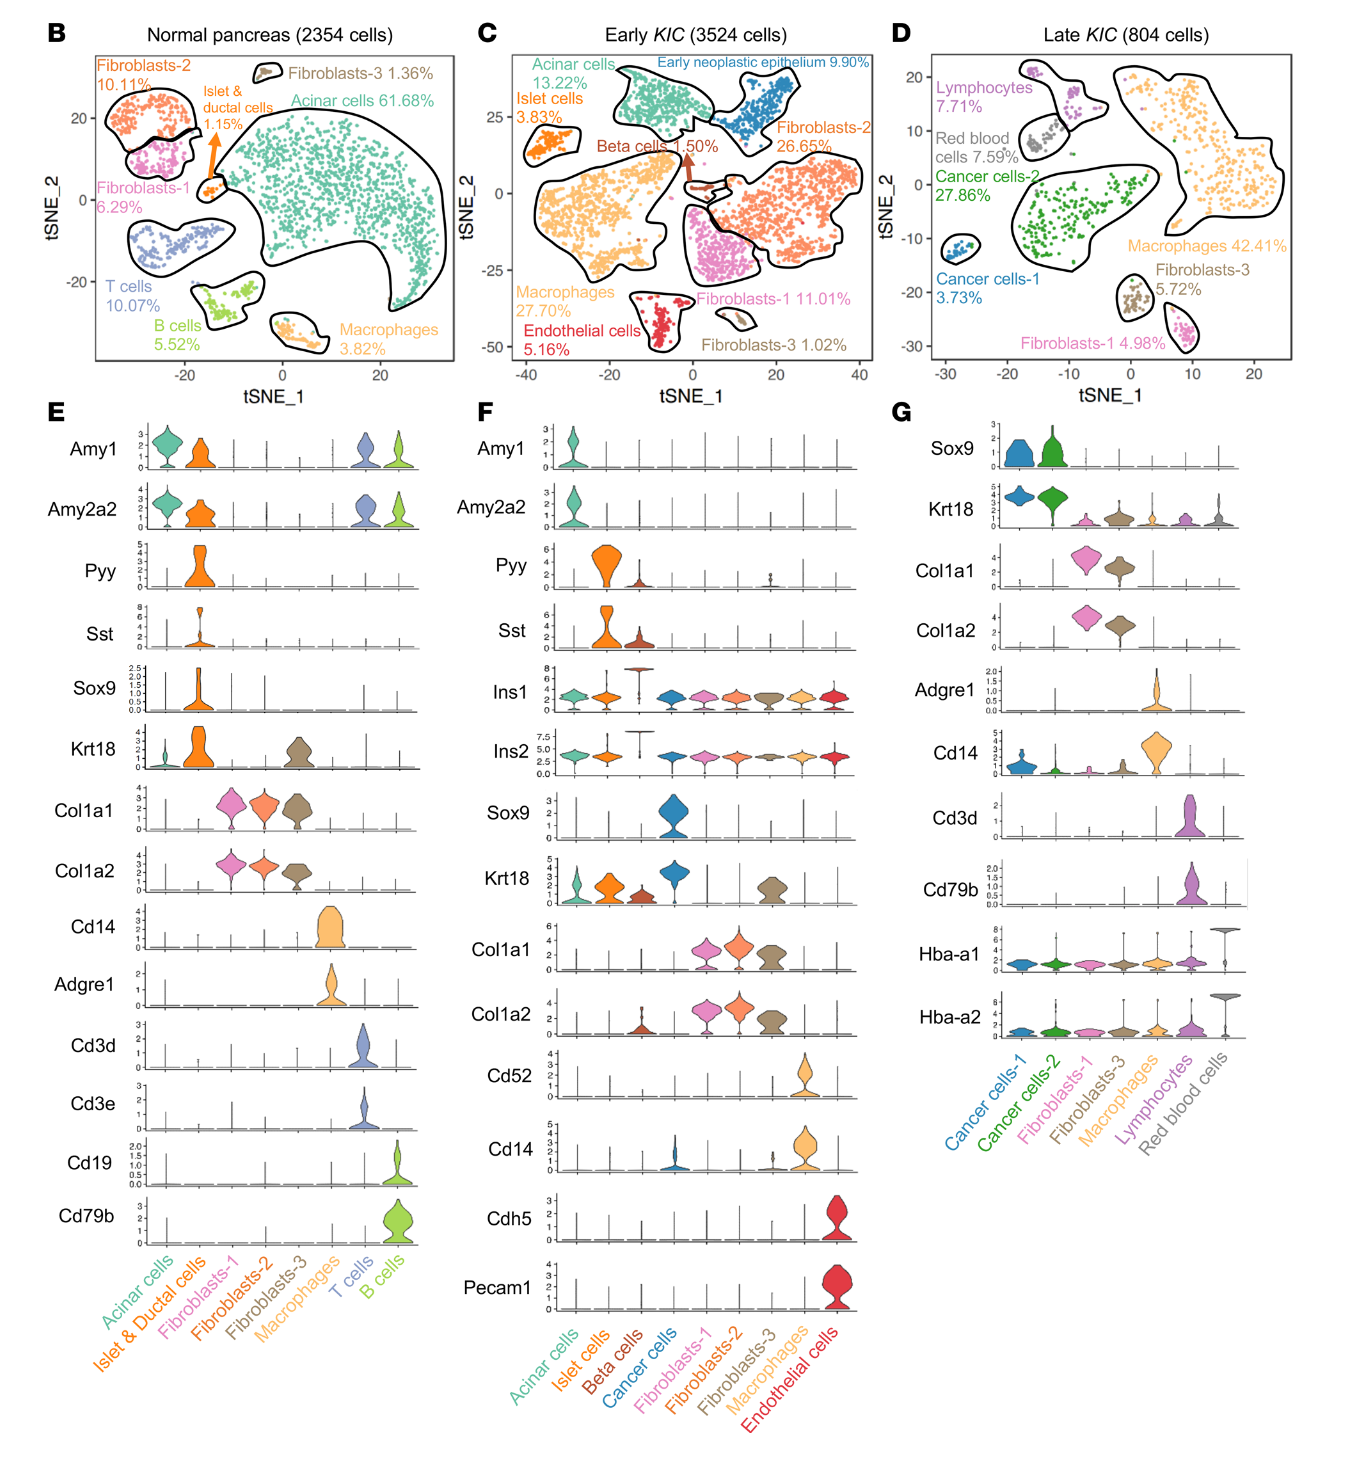 B
Normal pancreas (2354 cells)
Fibroblasts-2
10.11%
Fibroblasts-3 1.36%
Islet &
ductal cells
1.15%
Acinar cells 61.68%
Fibroblasts-1
6.29%
T cells
10.07%
B cells
5.52%
Macrophages
3.82%
20
0
-20
tSNE_2
-20
0
20
tSNE_1
C
Early KIC (3524 cells)
Acinar cells
13.22%
Early neoplastic epithelium 9.90%
Islet cells
3.83%
Fibroblasts-2
26.65%
Beta cells 1.50%
Macrophages
27.70%
Fibroblasts-1 11.01%
Endothelial cells
5.16%
Fibroblasts-3 1.02%
25
0
-25
-50
tSNE_2
-40
-20
0
20
40
tSNE_1
D
Late KIC (804 cells)
Lymphocytes
7.71%
Red blood
cells 7.59%
Cancer cells-2
27.86%
Macrophages 42.41%
Cancer cells-1
3.73%
Fibroblasts-3
5.72%
Fibroblasts-1 4.98%
20
10
0
-10
-20
-30
tSNE_2
-30
-20
-10
0
10
20
tSNE_1
E
Amy1
Amy2a2
Pyy
Sst
Sox9
Krt18
Col1a1
Col1a2
Cd14
Adgre1
Cd3d
Cd3e
Cd19
Cd79b
Acinar cells
Islet & Ductal cells
Fibroblasts-1
Fibroblasts-2
Fibroblasts-3
Macrophages
T cells
B cells
F
Amy1
Amy2a2
Pyy
Sst
Ins1
Ins2
Sox9
Krt18
Col1a1
Col1a2
Cd52
Cd14
Cdh5
Pecam1
Acinar cells
Islet cells
Beta cells
Cancer cells
Fibroblasts-1
Fibroblasts-2
Fibroblasts-3
Macrophages
Endothelial cells
G
Sox9
Krt18
Col1a1
Col1a2
Adgre1
Cd14
Cd3d
Cd79b
Hba-a1
Hba-a2
Cancer cells-1
Cancer cells-2
Fibroblasts-1
Fibroblasts-3
Macrophages
Lymphocytes
Red blood cells